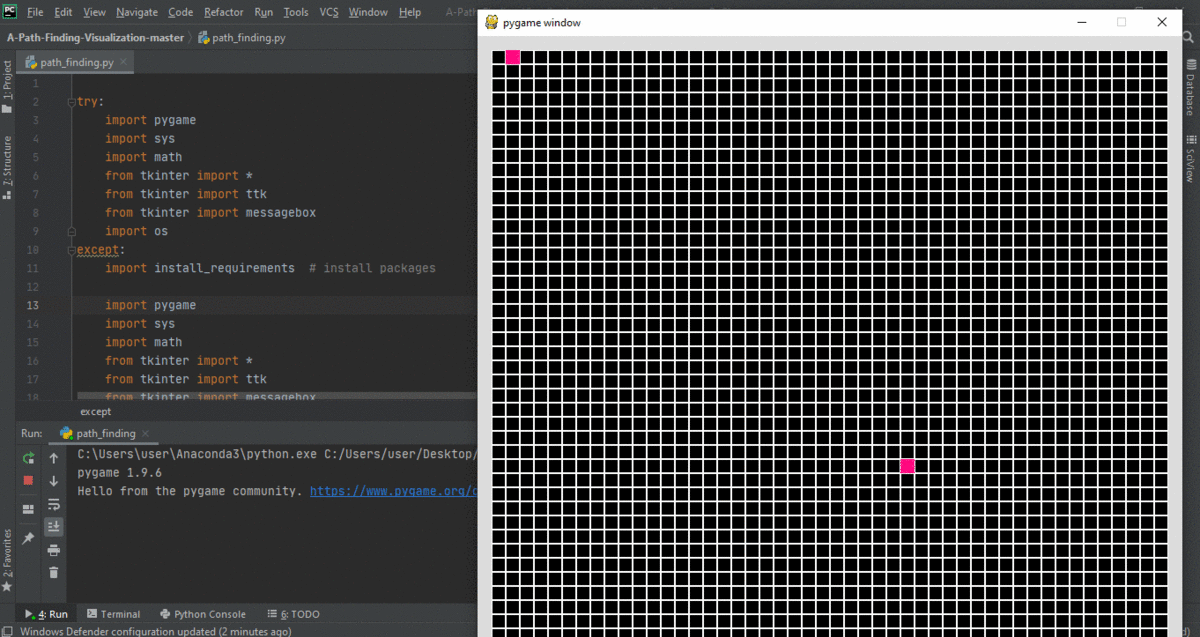 PC File Edit View Navigate Code Refactor Run Tools VCS Window Help
A-Path-Finding-Visualization-master path_finding.py
path_finding.py
1
2 try:
3 import pygame
4 import sys
5 import math
6 from tkinter import *
7 from tkinter import ttk
8 from tkinter import messagebox
9 import os
10 except:
11 import install_requirements # install packages
12
13 import pygame
14 import sys
15 import math
16 from tkinter import *
17 from tkinter import ttk
18 from tkinter import messagebox
except
Run: path_finding
C:\Users\user\Anaconda3\python.exe C:/Users/user/Desktop/
pygame 1.9.6
Hello from the pygame community. https://www.pygame.org/
4: Run Terminal Python Console 6: TODO
Windows Defender configuration updated (2 minutes ago)
1: Project
7: Structure
2: Favorites
pygame window
Database
SciView